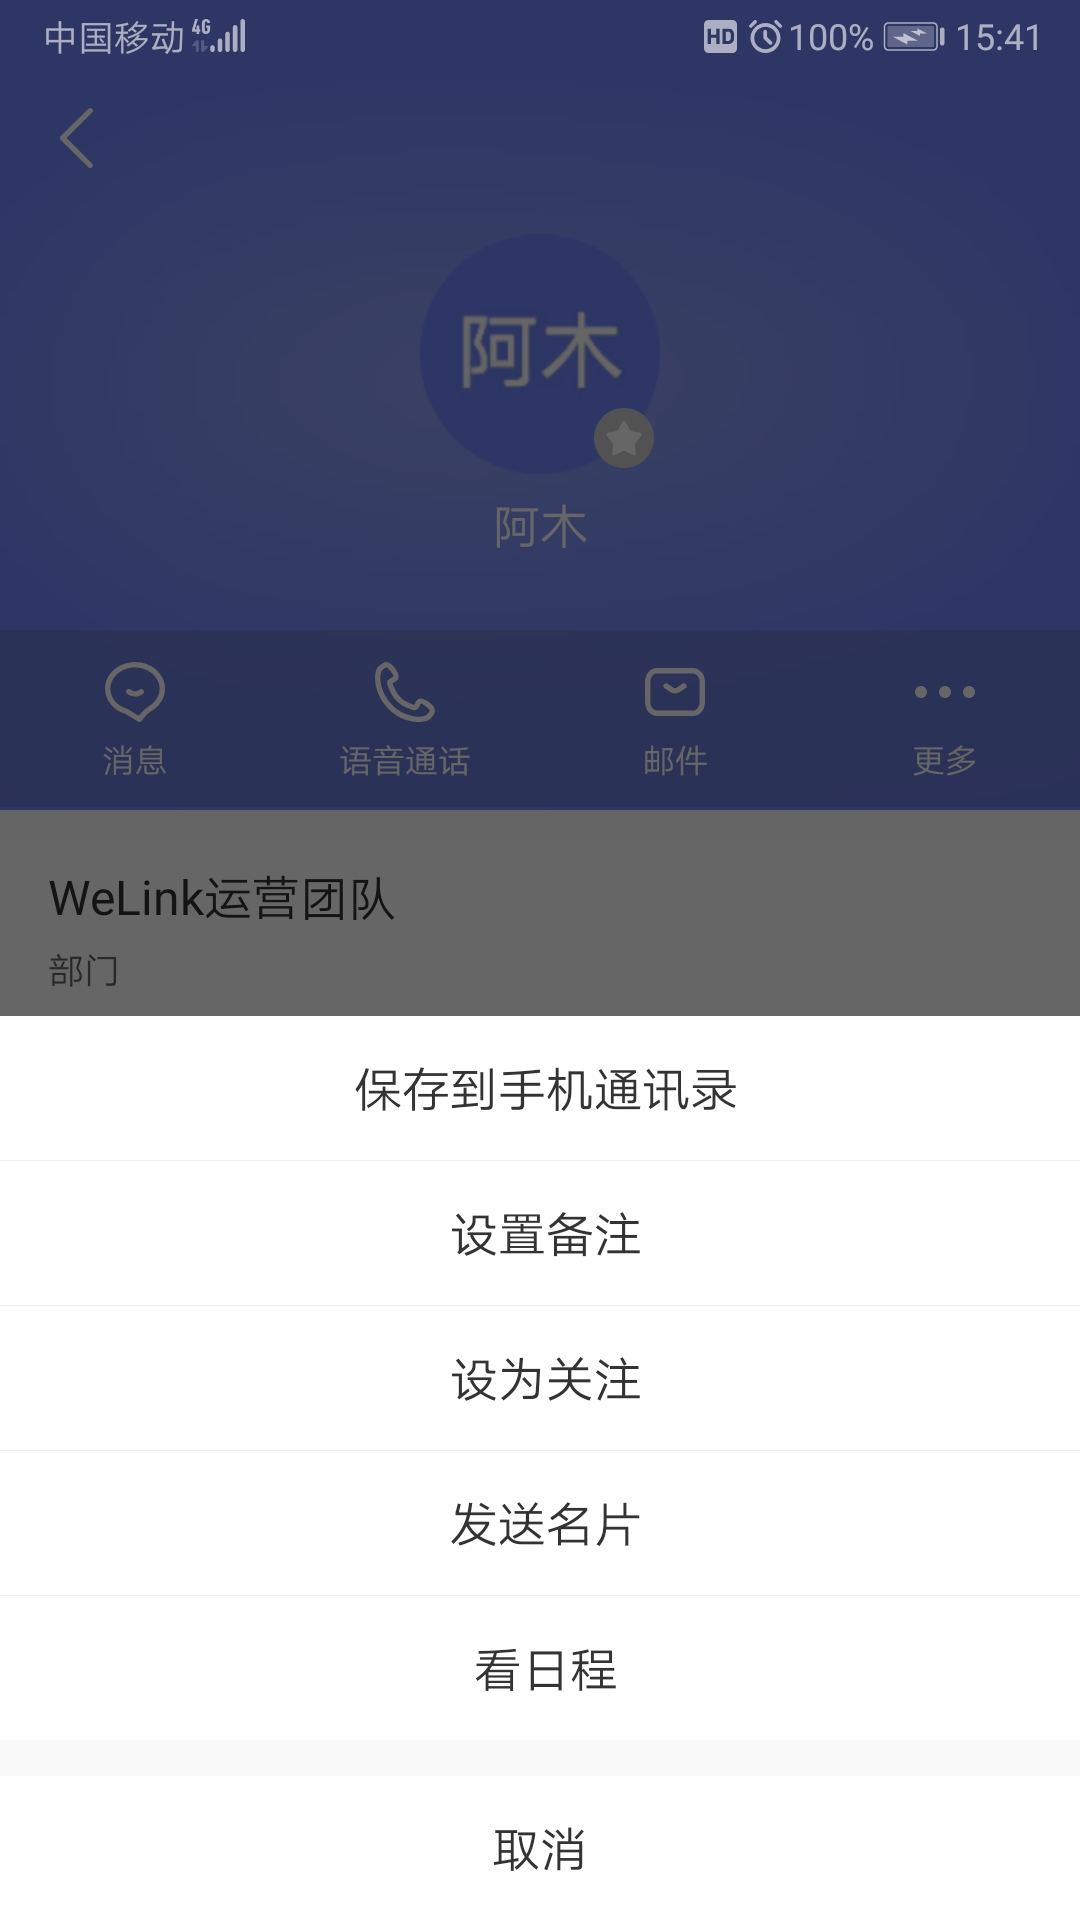 中国移动 4G HD 100% 15:41
阿木
阿木
消息 语音通话 邮件 更多
WeLink运营团队
部门
保存到手机通讯录
设置备注
设为关注
发送名片
看日程
取消